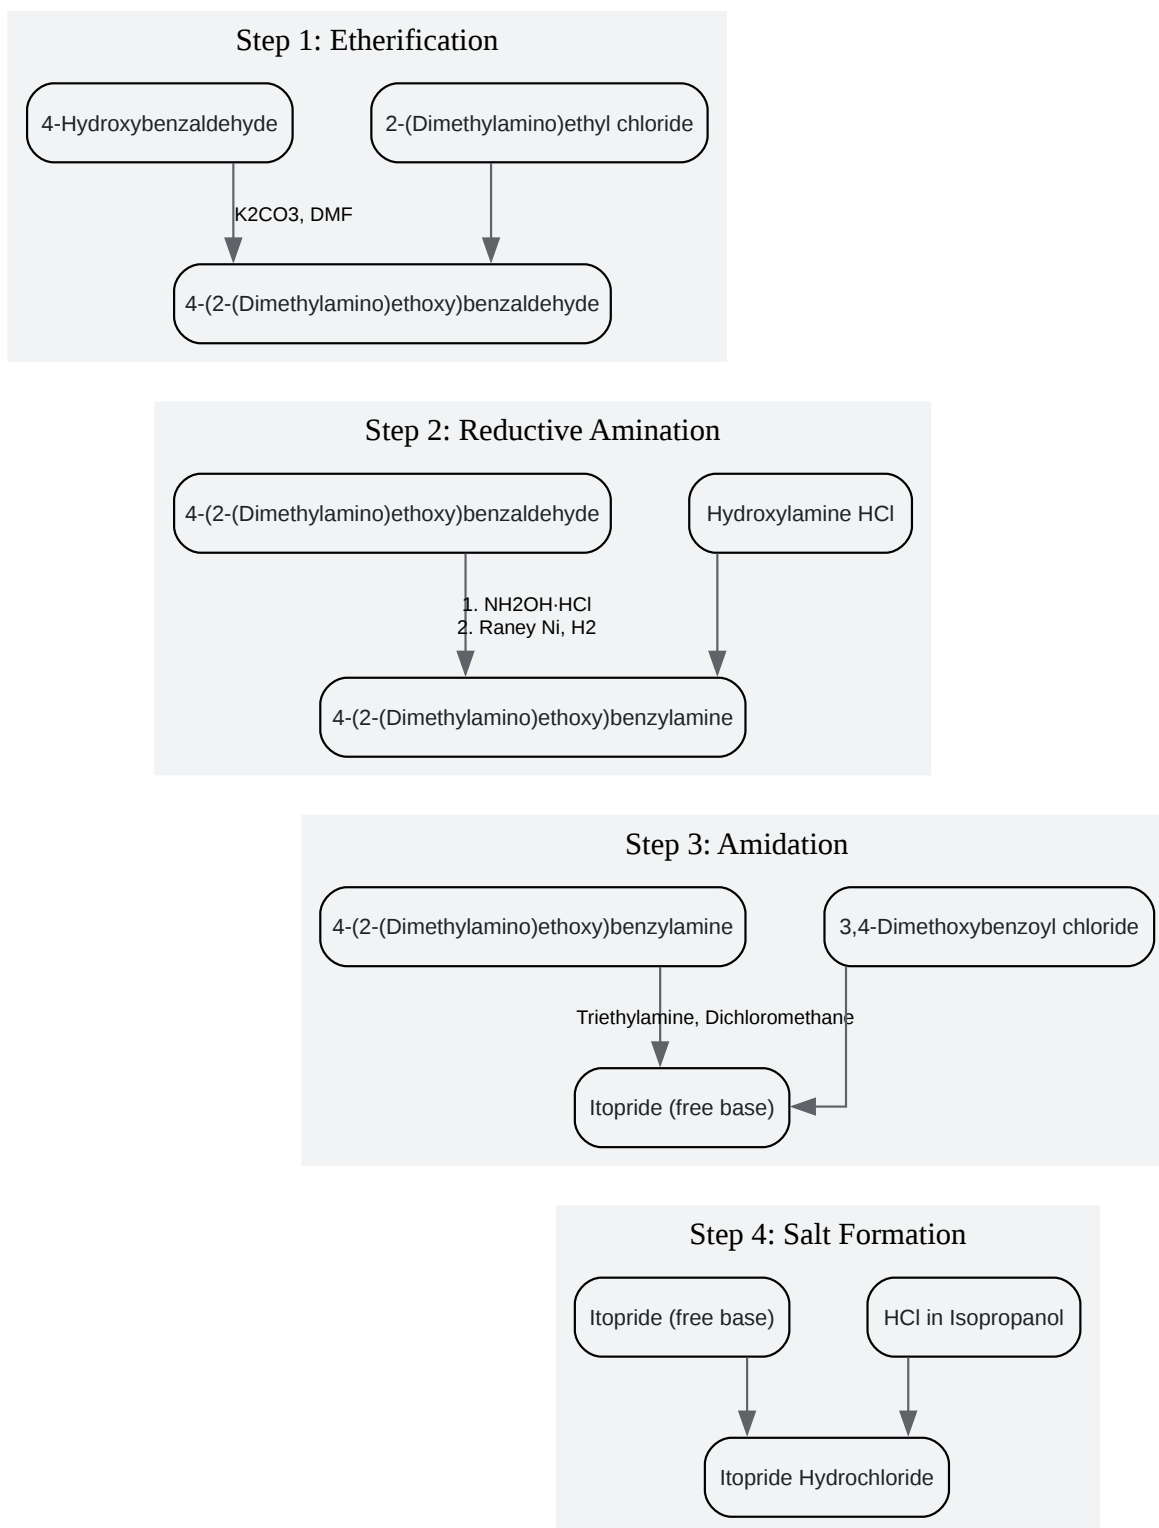 Step 1: Etherification
4-Hydroxybenzaldehyde
2-(Dimethylamino)ethyl chloride
K2CO3, DMF
4-(2-(Dimethylamino)ethoxy)benzaldehyde
Step 2: Reductive Amination
4-(2-(Dimethylamino)ethoxy)benzaldehyde
Hydroxylamine HCl
1. NH2OH·HCl
2. Raney Ni, H2
4-(2-(Dimethylamino)ethoxy)benzylamine
Step 3: Amidation
4-(2-(Dimethylamino)ethoxy)benzylamine
3,4-Dimethoxybenzoyl chloride
Triethylamine, Dichloromethane
Itopride (free base)
Step 4: Salt Formation
Itopride (free base)
HCl in Isopropanol
Itopride Hydrochloride